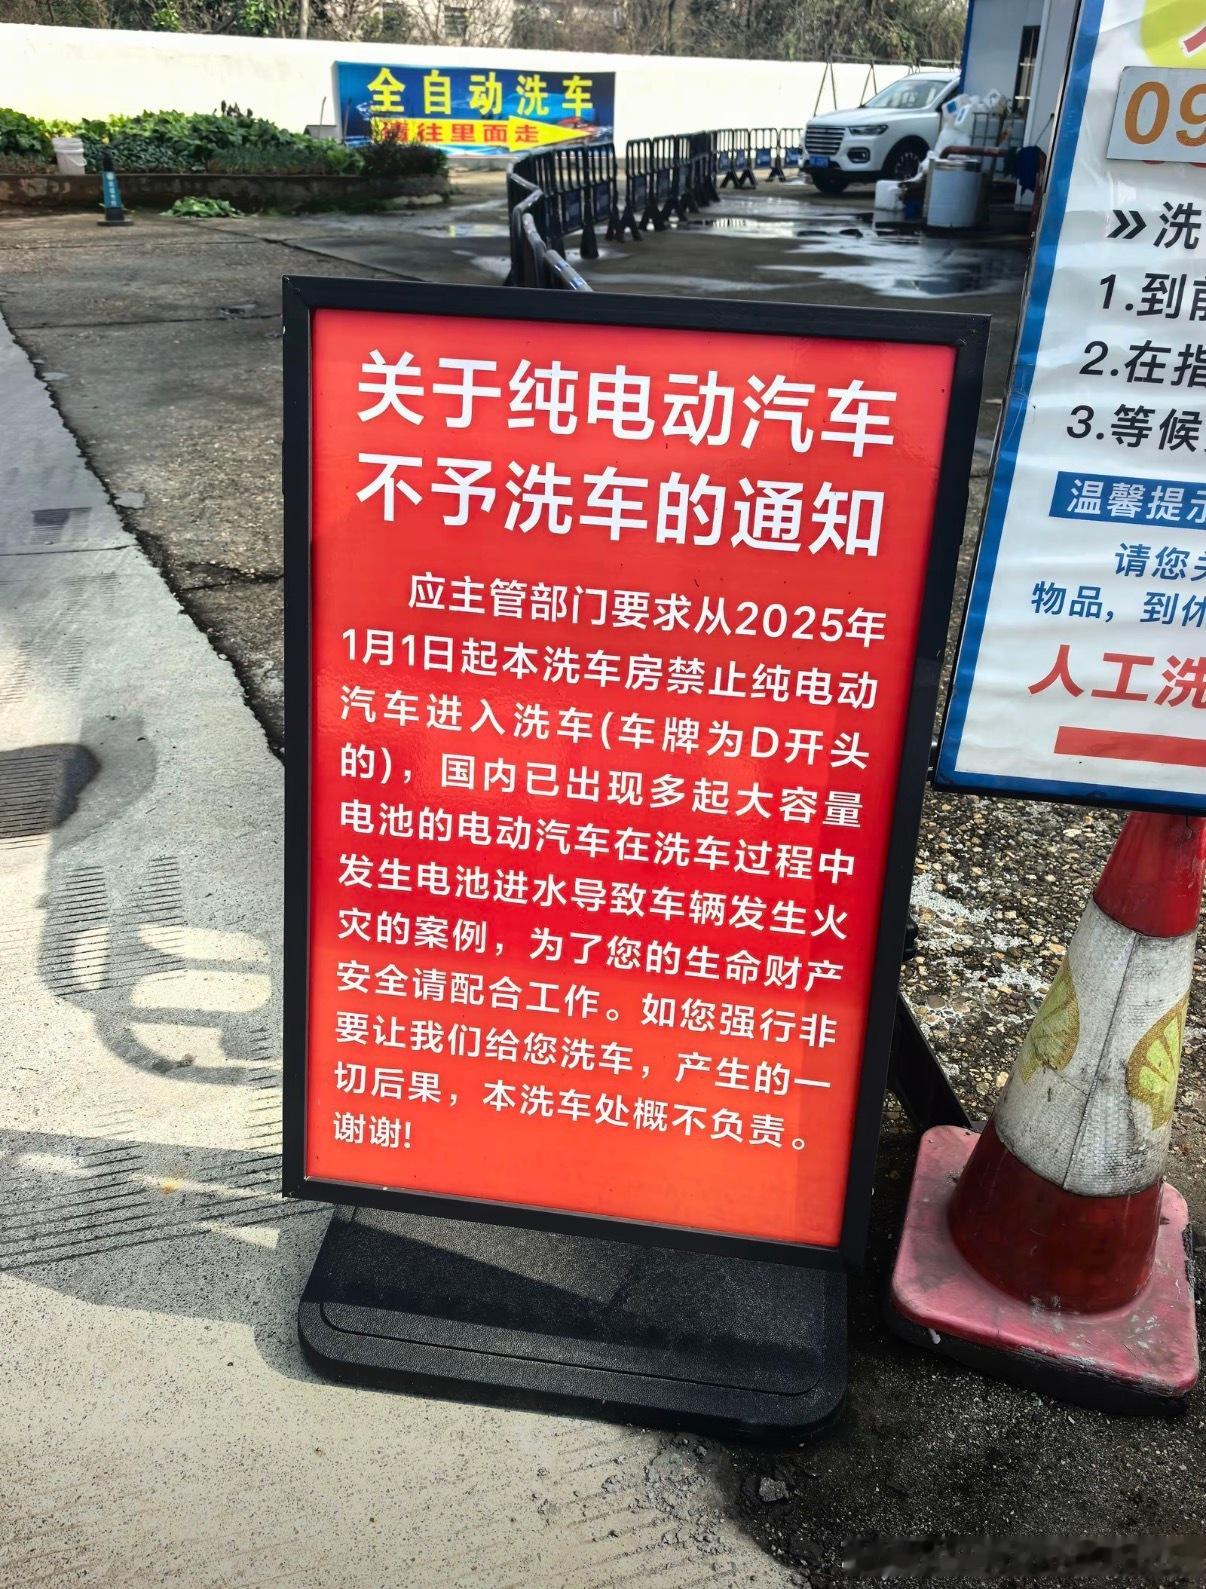 全自动洗车
请往里面走
关于纯电动汽车
不予洗车的通知
应主管部门要求从2025年
1月1日起本洗车房禁止纯电动
汽车进入洗车(车牌为D开头
的)，国内已出现多起大容量
电池的电动汽车在洗车过程中
发生电池进水导致车辆发生火
灾的案例，为了您的生命财产
安全请配合工作。如您强行非
要让我们给您洗车，产生的一
切后果，本洗车处概不负责。
谢谢!
09
»洗
1.到前
2.在指
3.等候
温馨提示
请您关
物品，到休
人工洗